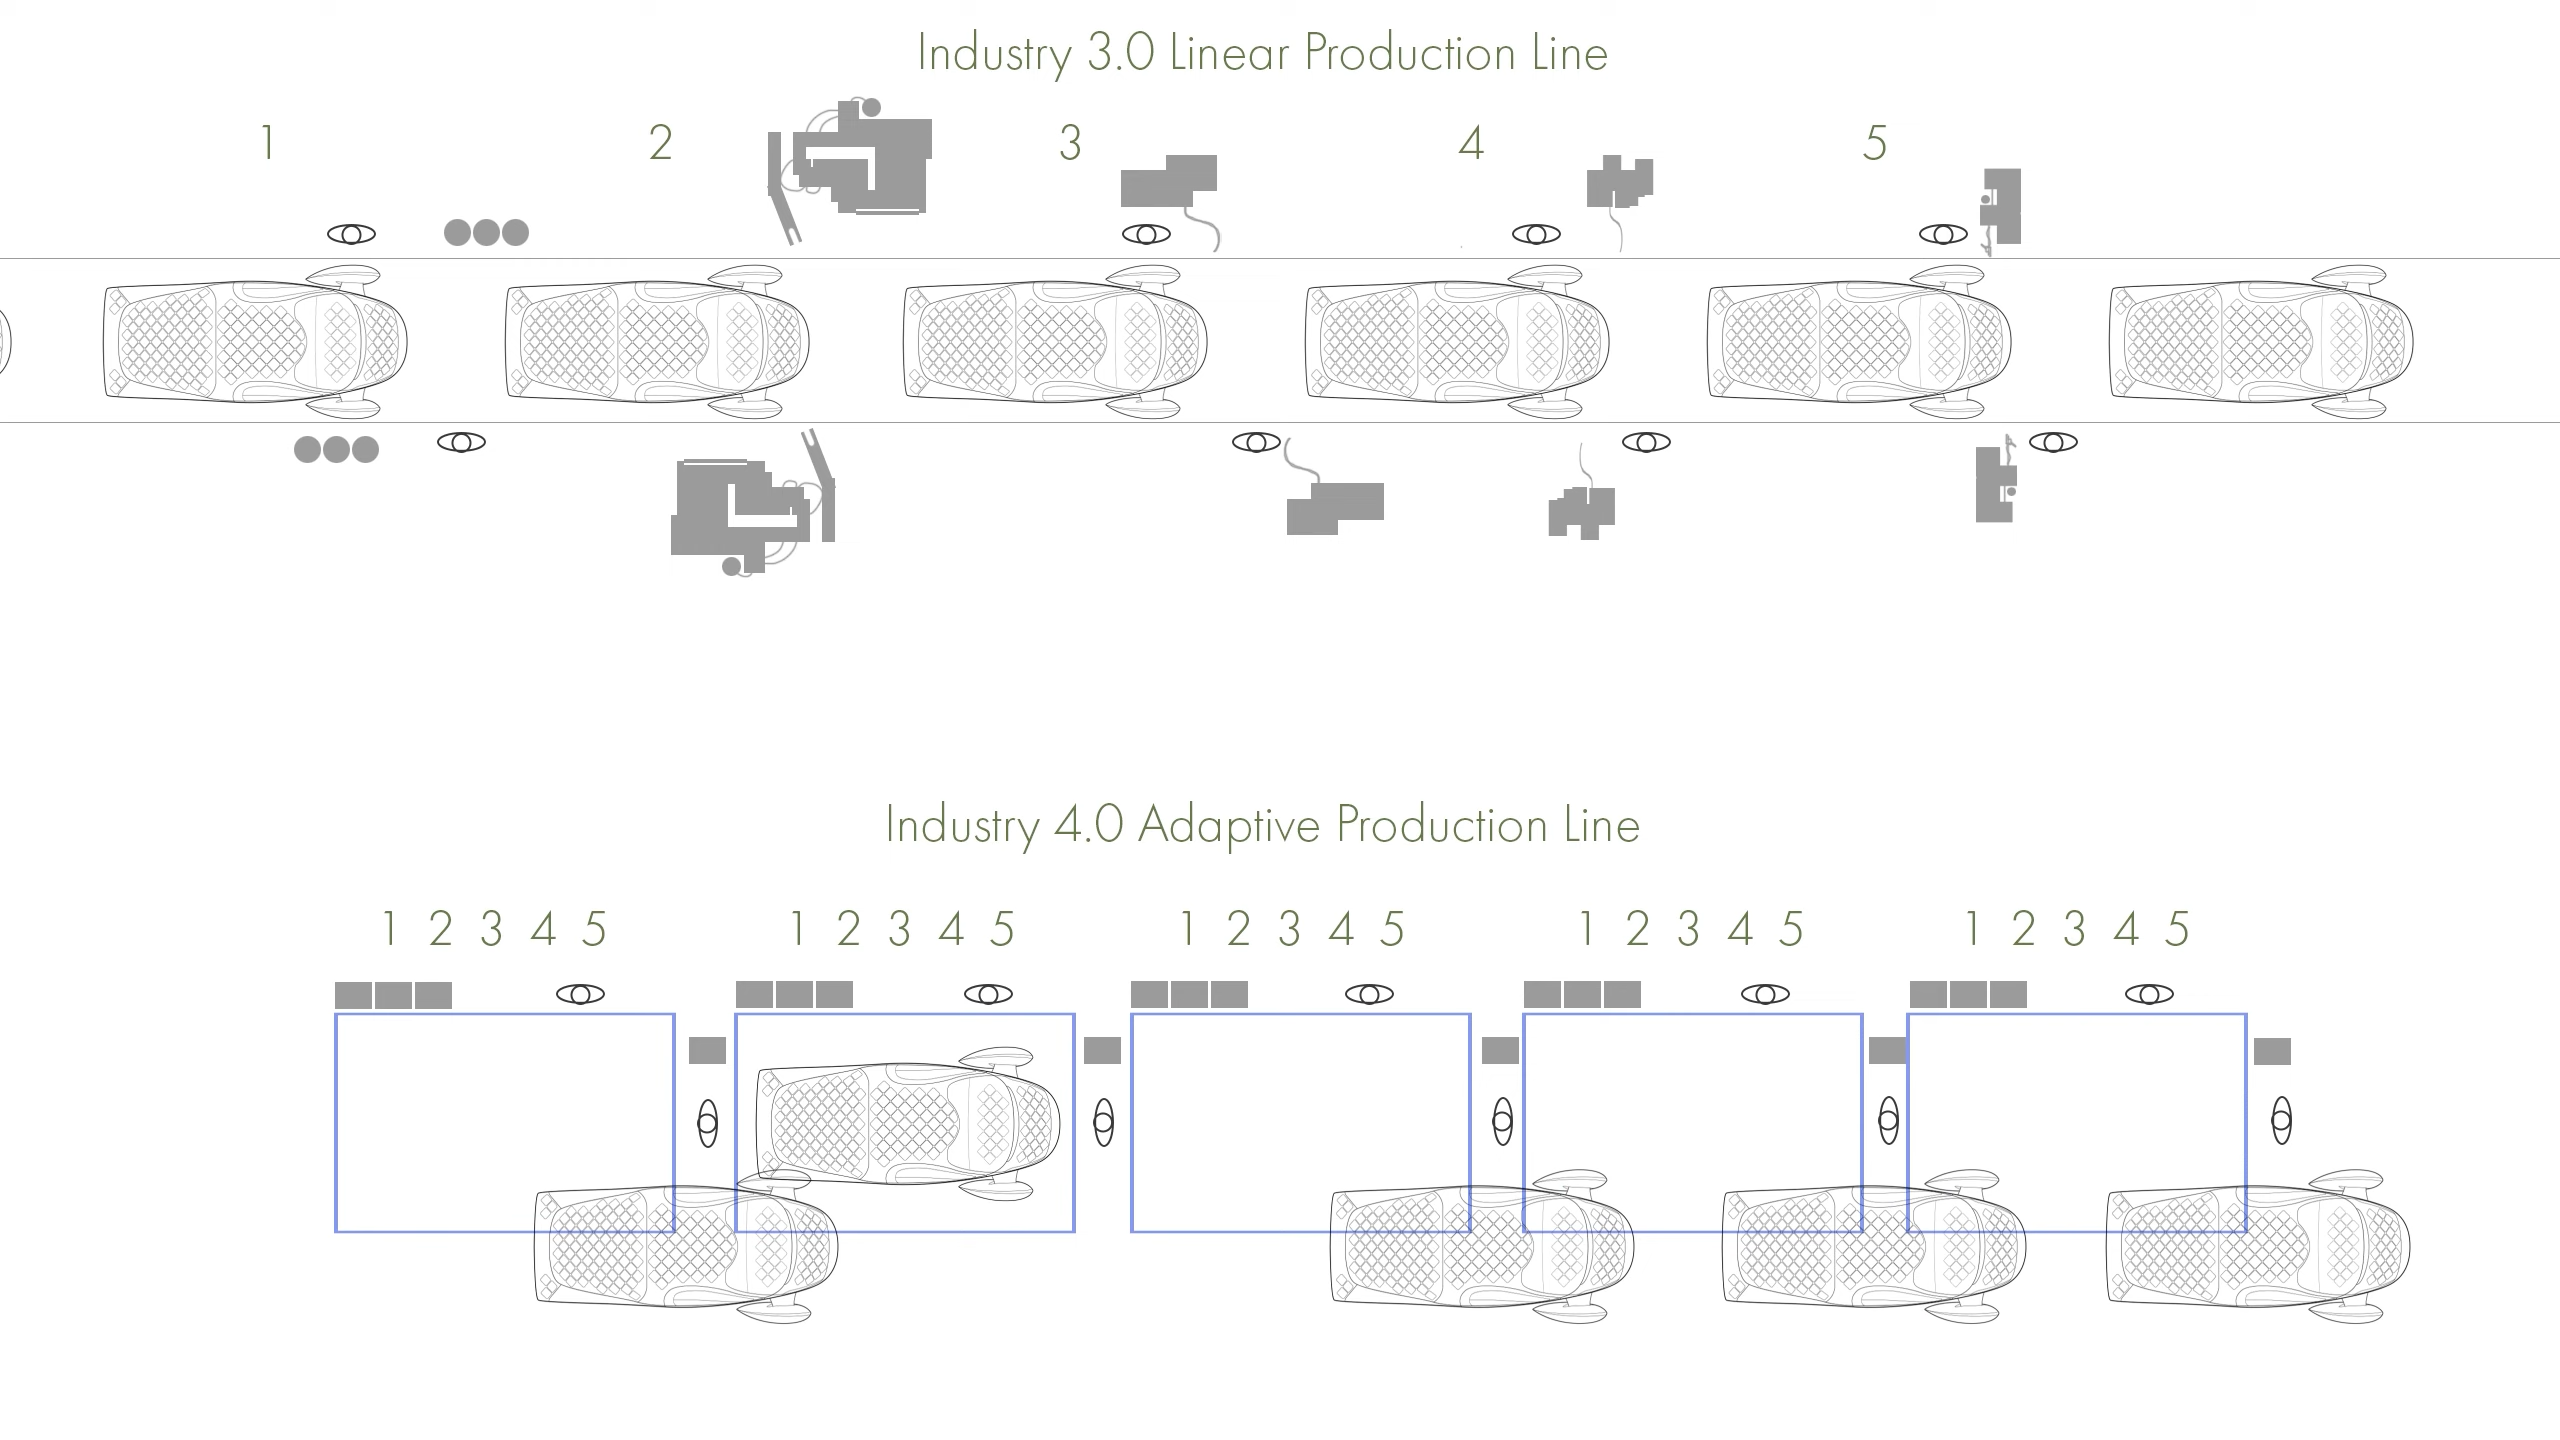 Industry 3.0 Linear Production Line
1 2 3 4 5
Industry 4.0 Adaptive Production Line
1 2 3 4 5 1 2 3 4 5 1 2 3 4 5 1 2 3 4 5 1 2 3 4 5